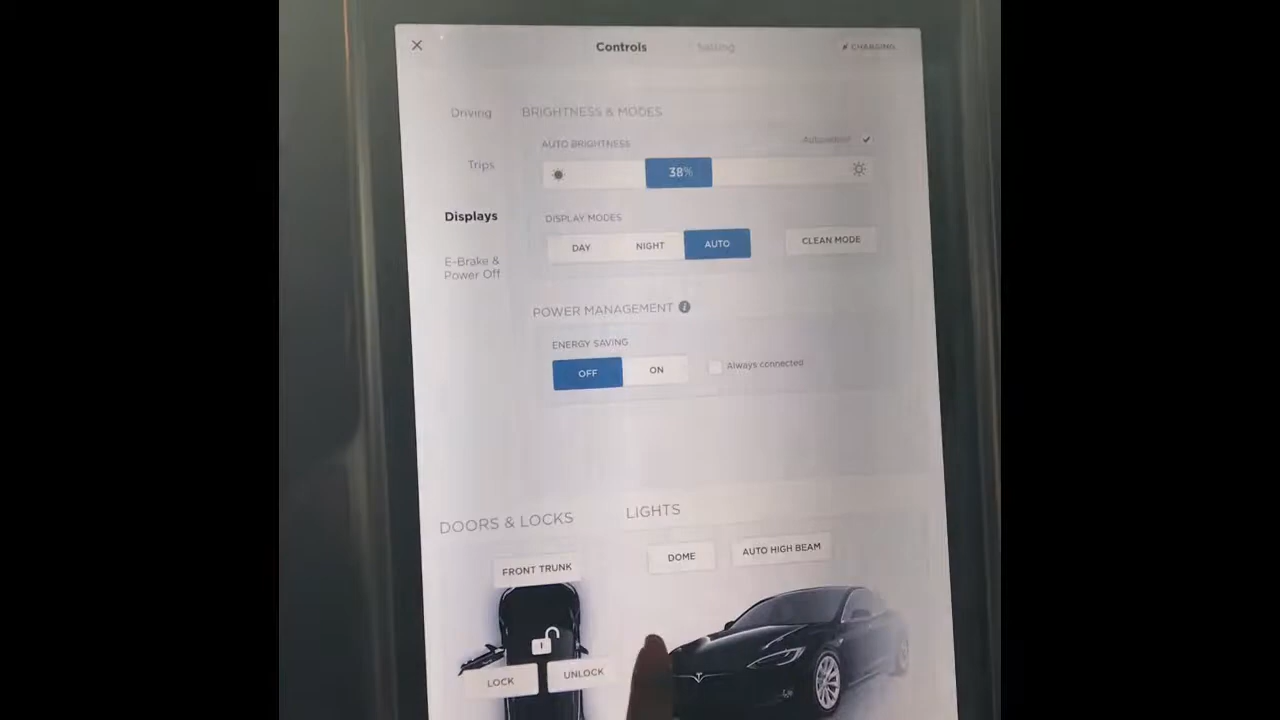 Controls
Setting
CHARGING
Driving
BRIGHTNESS & MODES
AUTO BRIGHTNESS
Trips
38%
Displays
DISPLAY MODES
DAY
NIGHT
AUTO
CLEAN MODE
E-Brake &
Power Off
POWER MANAGEMENT
ENERGY SAVING
OFF
ON
Always connected
DOORS & LOCKS
LIGHTS
FRONT TRUNK
DOME
AUTO HIGH BEAM
LOCK
UNLOCK